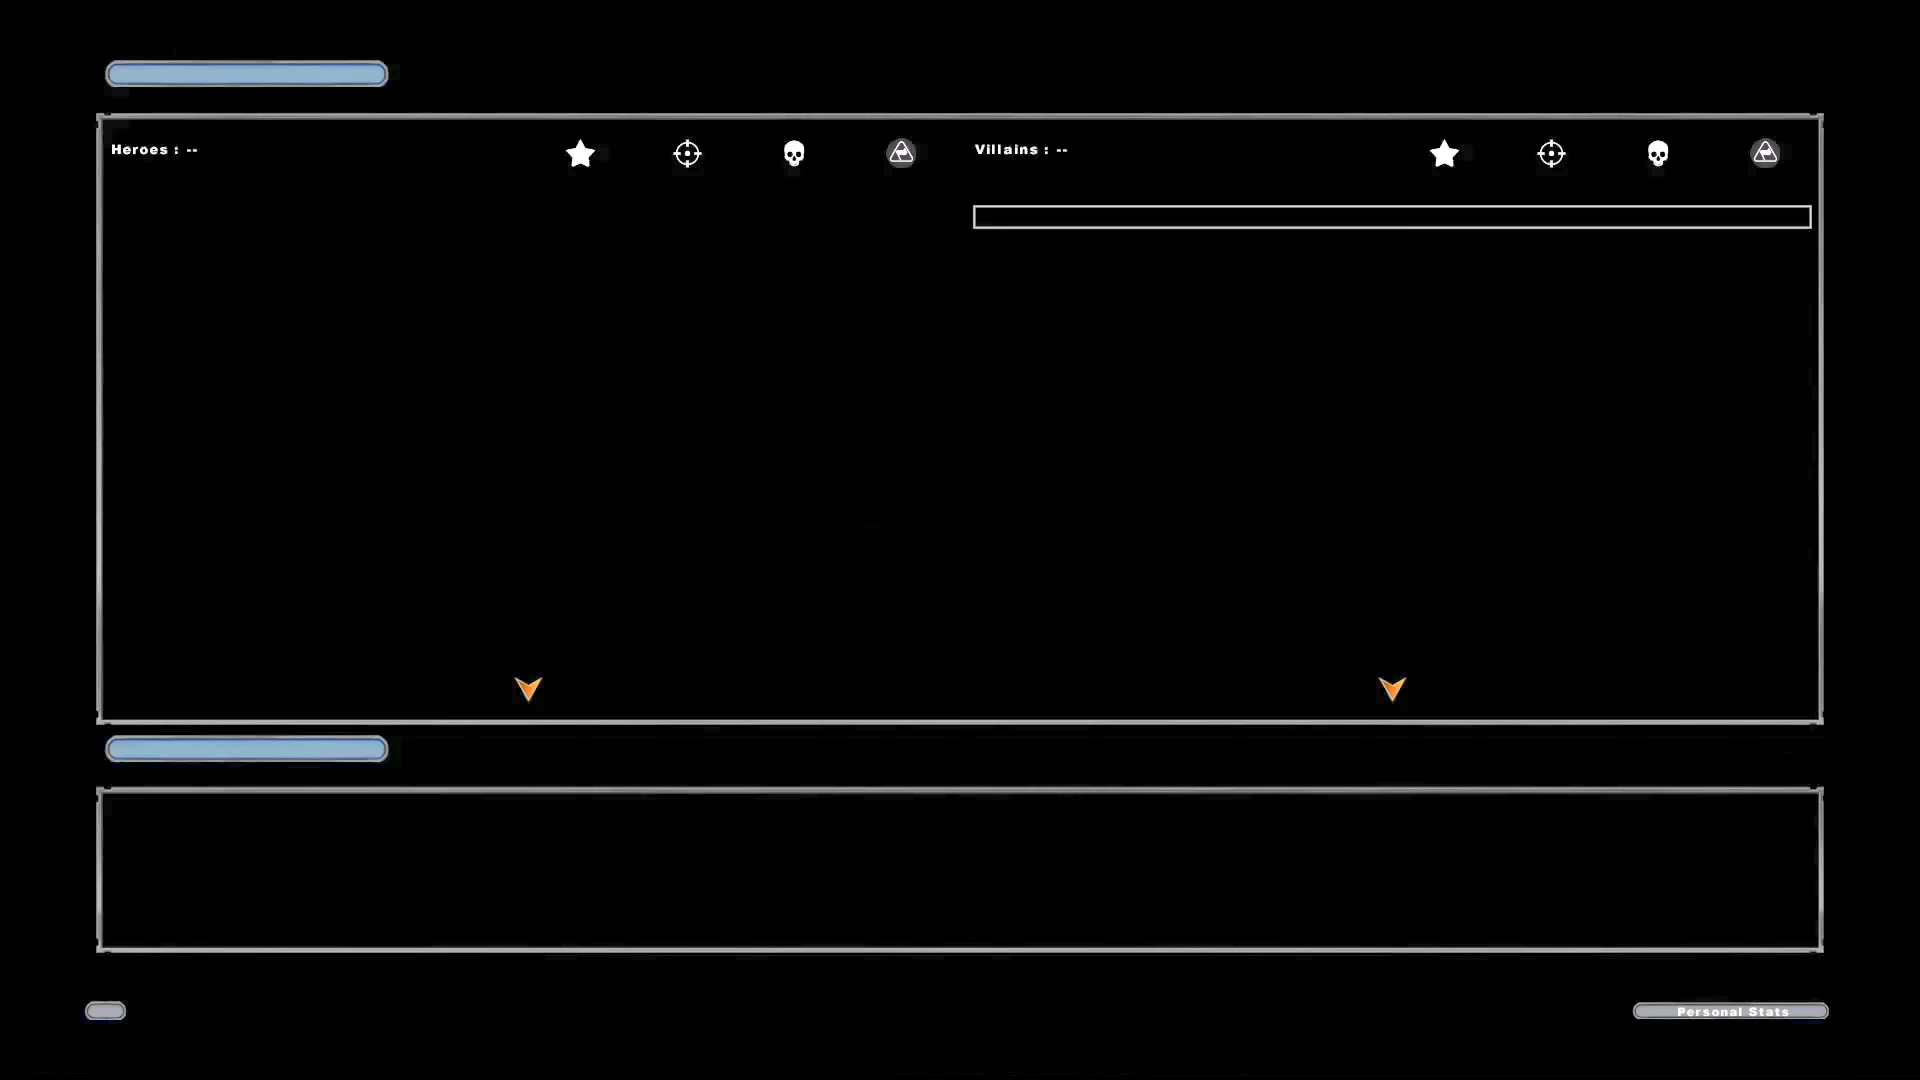 Heroes : --
Villains : --
Personal Stats